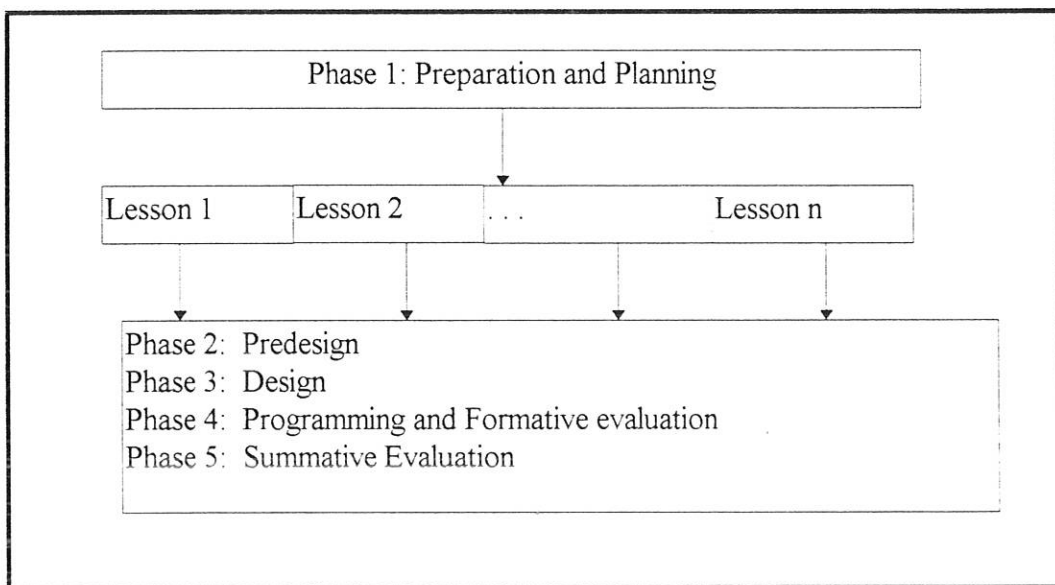 Phase 1: Preparation and Planning
Lesson 1 Lesson 2 . . . Lesson n
Phase 2: Predesign
Phase 3: Design
Phase 4: Programming and Formative evaluation
Phase 5: Summative Evaluation